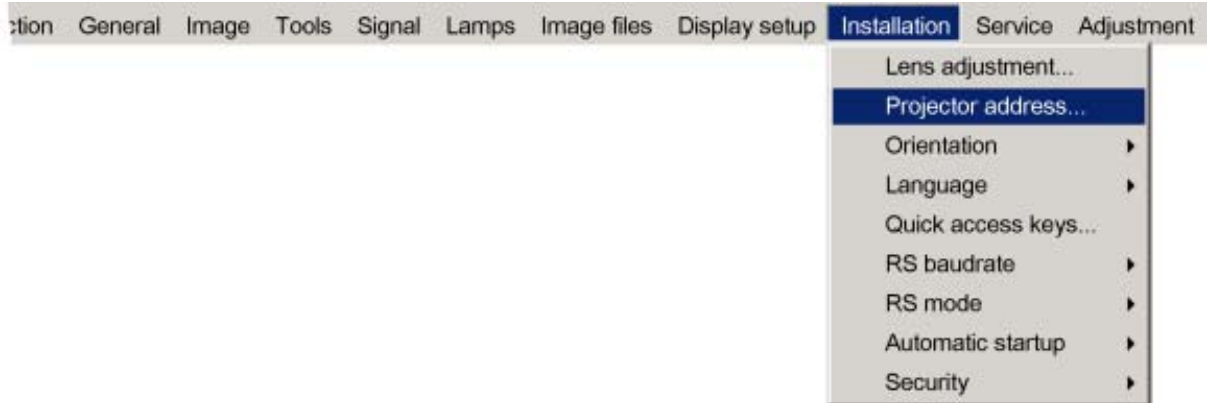 ction General Image Tools Signal Lamps Image files Display setup Installation Service Adjustment
Lens adjustment...
Projector address...
Orientation
Language
Quick access keys...
RS baudrate
RS mode
Automatic startup
Security